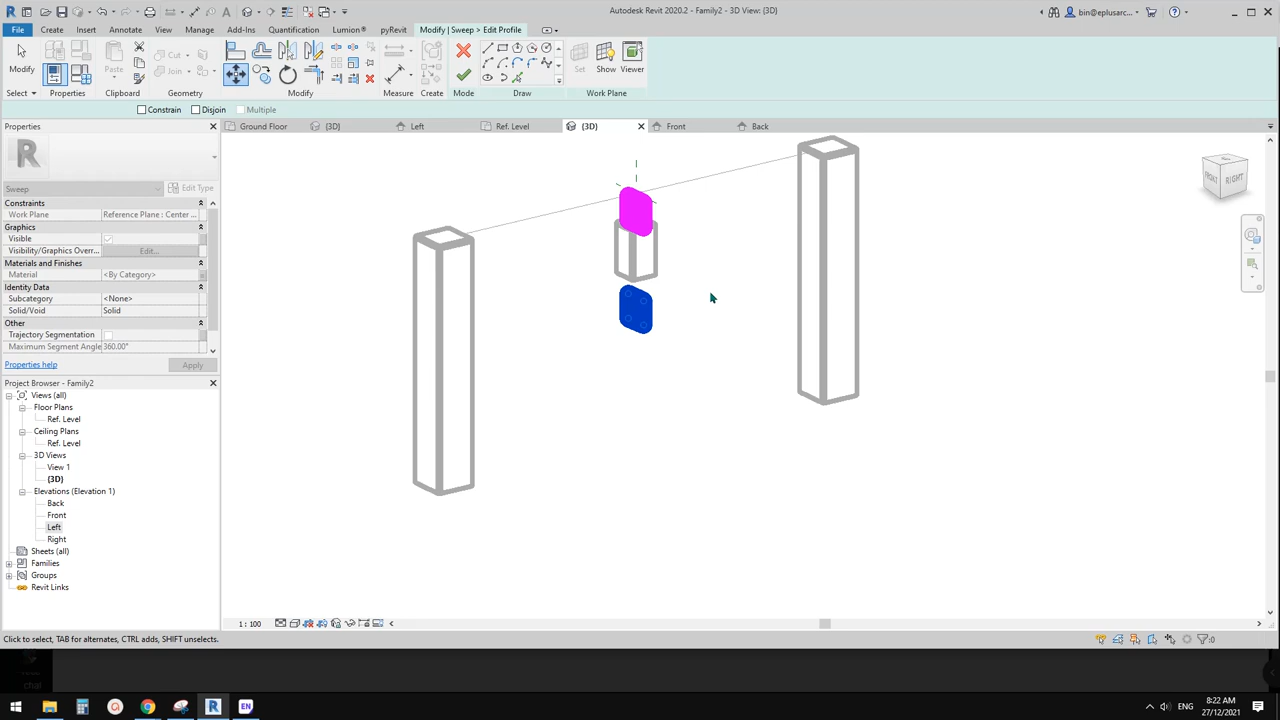 Autodesk Revit 2020.2 - Family2 - 3D View: {3D}
bin@eplusarc...
File Create Insert Annotate View Manage Add-Ins Quantification Lumion® pyRevit Modify | Sweep > Edit Profile
Modify Paste Cut Join Set Show Viewer
Select Properties Clipboard Geometry Modify Measure Create Mode Draw Work Plane
Constrain Disjoin Multiple
Properties
Ground Floor {3D} Left Ref. Level {3D} Front Back
Sweep Edit Type
Constraints
Work Plane Reference Plane : Center ...
Graphics
Visible
Visibility/Graphics Overr... Edit...
Materials and Finishes
Material <By Category>
Identity Data
Subcategory <None>
Solid/Void Solid
Other
Trajectory Segmentation
Maximum Segment Angle 360.00°
Properties help Apply
Project Browser - Family2
Views (all)
Floor Plans
Ref. Level
Ceiling Plans
Ref. Level
3D Views
View 1
{3D}
Elevations (Elevation 1)
Back
Front
Left
Right
Sheets (all)
Families
Groups
Revit Links
FRONT RIGHT
1 : 100
Click to select, TAB for alternates, CTRL adds, SHIFT unselects.
:0
chai
EN
ENG
8:22 AM
27/12/2021